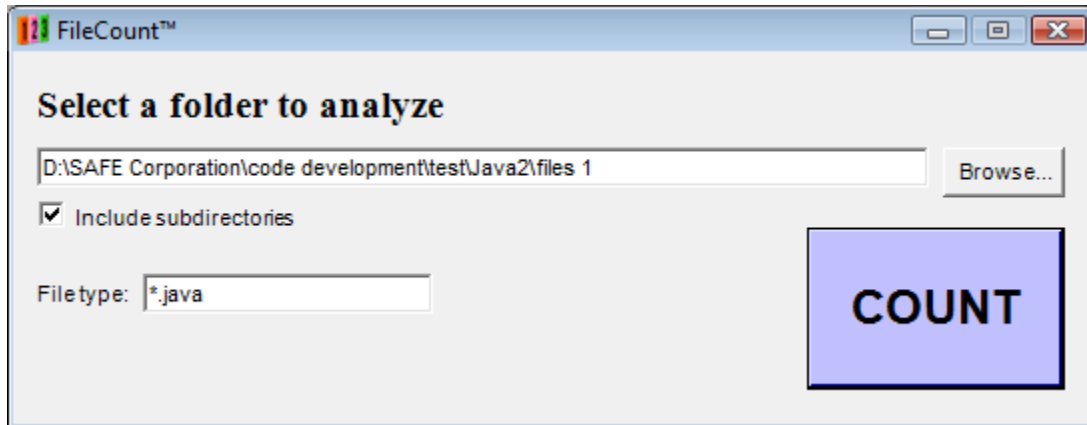 123 FileCount™
Select a folder to analyze
D:\SAFE Corporation\code development\test\Java2\files 1
Browse...
Include subdirectories
File type: *.java
COUNT